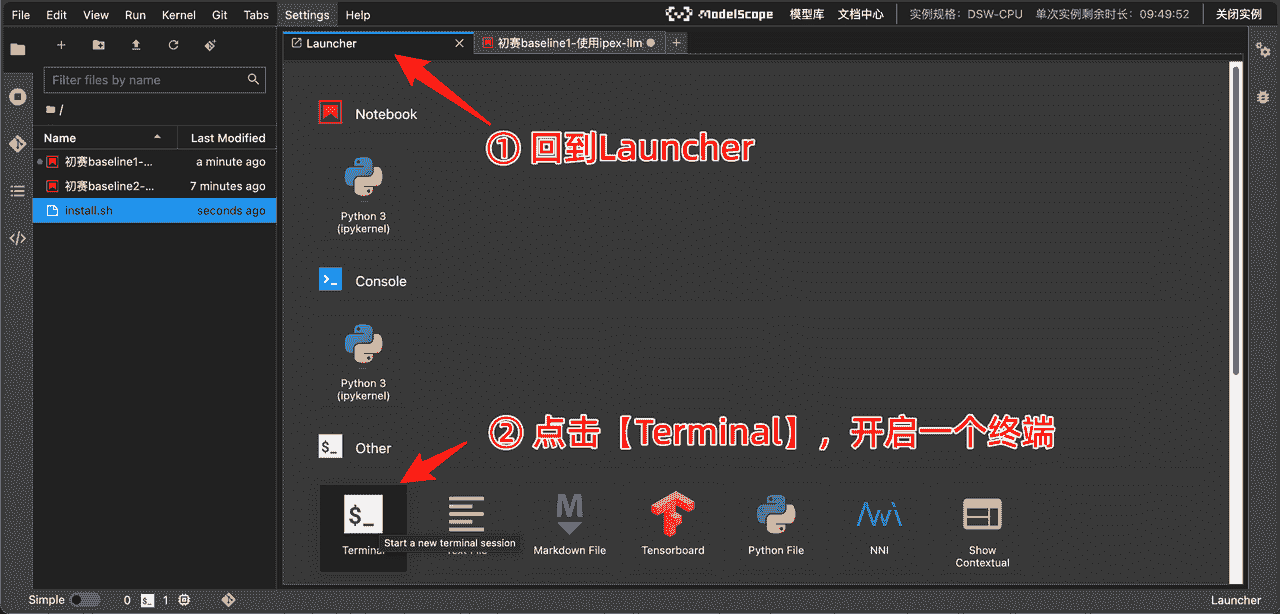 File Edit View Run Kernel Git Tabs Settings Help
ModelScope 模型库 文档中心 实例规格：DSW-CPU 单次实例剩余时长：09:49:52 关闭实例
Launcher
初赛baseline1-使用ipex-llm
Filter files by name
/
Name Last Modified
初赛baseline1-... a minute ago
初赛baseline2-... 7 minutes ago
install.sh seconds ago
Notebook
① 回到Launcher
Python 3
(ipykernel)
Console
Python 3
(ipykernel)
② 点击【Terminal】，开启一个终端
Other
$_
Terminal
Start a new terminal session
Text File
Markdown File
Tensorboard
Python File
NNI
Show
Contextual
Simple 0 $_ 1
Launcher